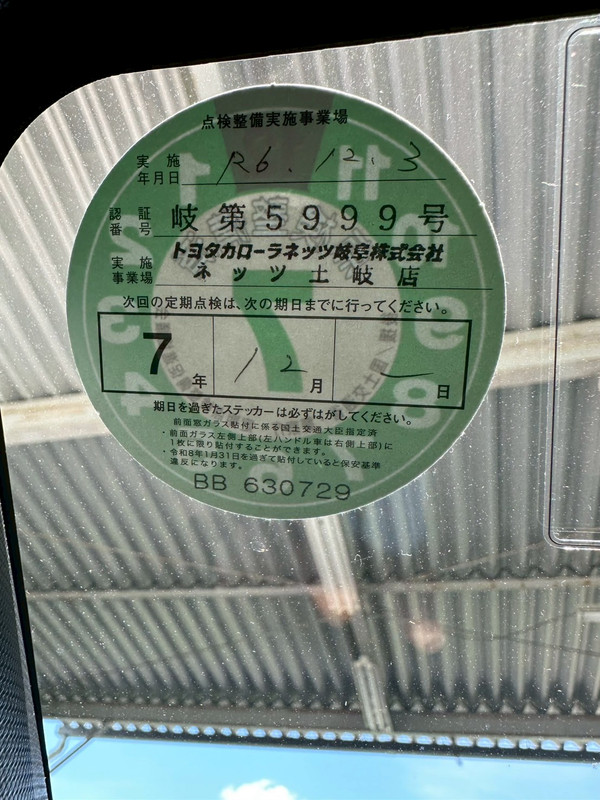 点検整備実施事業場
実施年月日 R6.12.3
認証番号 岐第5999号
トヨタカローラネッツ岐阜株式会社
実施事業場 ネッツ土岐店
次回の定期点検は、次の期日までに行ってください。
7年 12月 一日
期日を過ぎたステッカーは必ずはがしてください。
前面窓ガラス貼付に係る国土交通大臣指定済
・前面ガラス左側上部(左ハンドル車は右側上部)に
1枚に限り貼付することができます。
・令和8年1月31日を過ぎて貼付していると保安基準
違反になります。
BB 630729